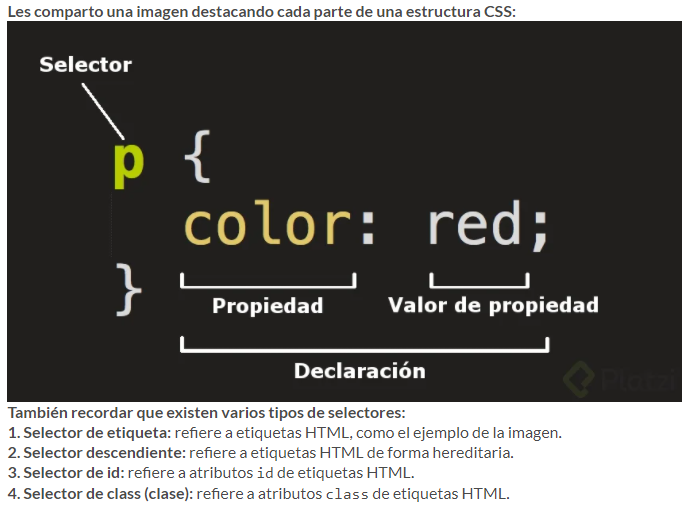 Les comparto una imagen destacando cada parte de una estructura CSS:
Selector
p {
color: red;
}
Propiedad
Valor de propiedad
Declaración
Platzi
También recordar que existen varios tipos de selectores:
1. Selector de etiqueta: refiere a etiquetas HTML, como el ejemplo de la imagen.
2. Selector descendiente: refiere a etiquetas HTML de forma hereditaria.
3. Selector de id: refiere a atributos id de etiquetas HTML.
4. Selector de class (clase): refiere a atributos class de etiquetas HTML.